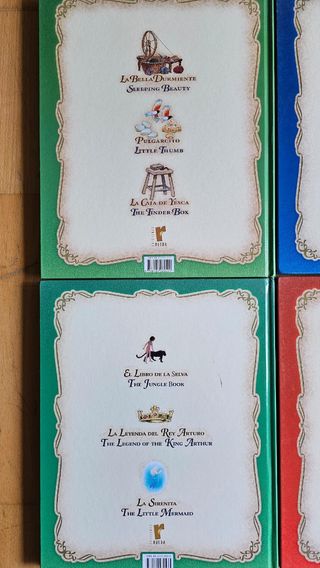 La Bella Durmiente
Sleeping Beauty
Pulgarcito
Little Thumb
La Caja de Yesca
The Tinder Box
RUEDA
El Libro de la Selva
The Jungle Book
La Leyenda del Rey Arturo
The Legend of the King Arthur
La Sirenita
The Little Mermaid
RUEDA